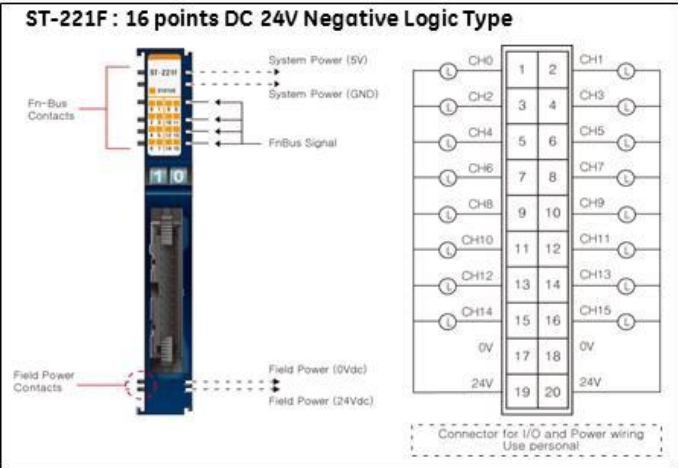 ST-221F : 16 points DC 24V Negative Logic Type
System Power (5V)
System Power (GND)
Fn-Bus
Contacts
FnBus Signal
ST-221F
STATUS
10
Field Power
Contacts
Field Power (0Vdc)
Field Power (24Vdc)
L CH0 1 2 CH1 L
L CH2 3 4 CH3 L
L CH4 5 6 CH5 L
L CH6 7 8 CH7 L
L CH8 9 10 CH9 L
L CH10 11 12 CH11 L
L CH12 13 14 CH13 L
L CH14 15 16 CH15 L
0V 17 18 0V
24V 19 20 24V
Connector for I/O and Power wiring
Use personal